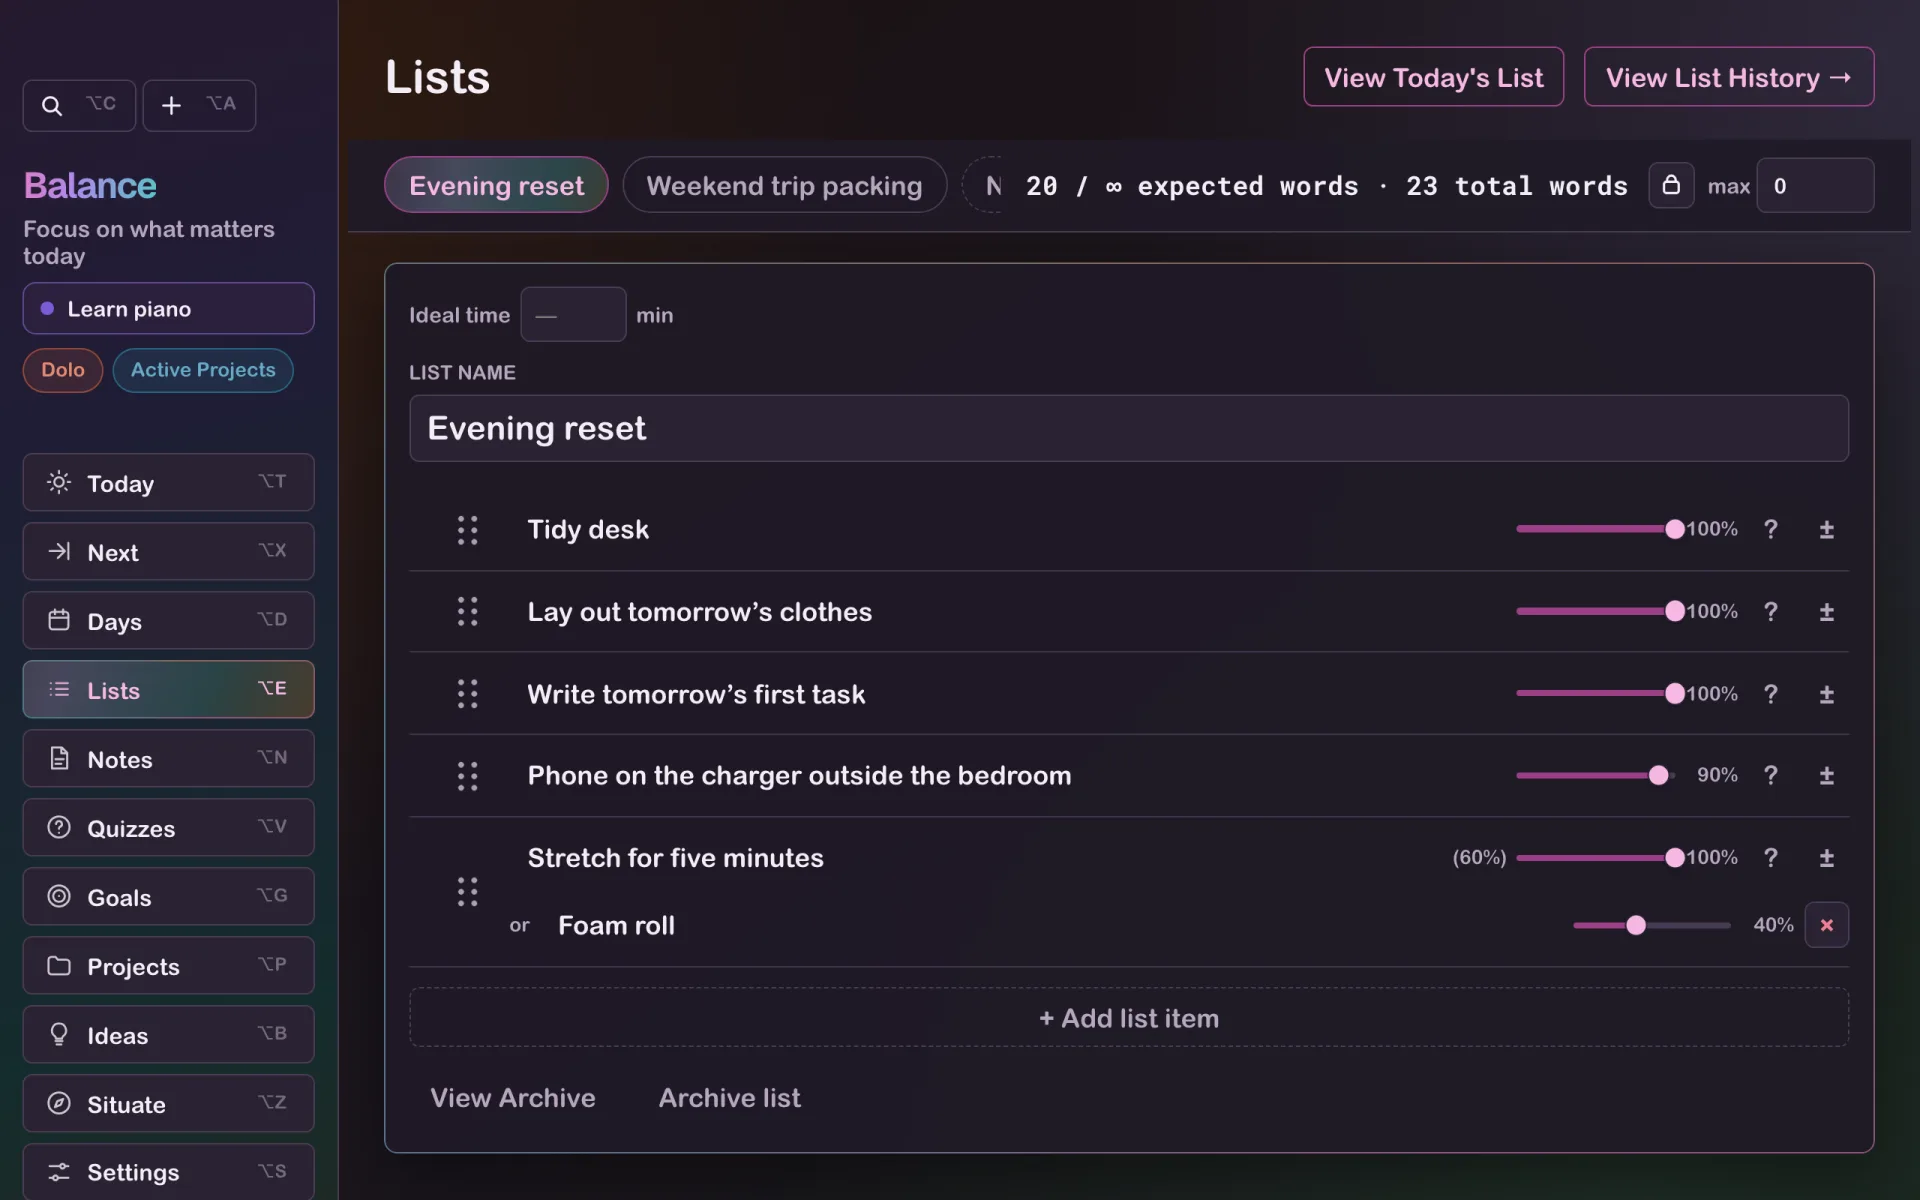 ⌥C
+ ⌥A
Balance
Focus on what matters
today
Learn piano
Dolo
Active Projects
Today ⌥T
Next ⌥X
Days ⌥D
Lists ⌥E
Notes ⌥N
Quizzes ⌥V
Goals ⌥G
Projects ⌥P
Ideas ⌥B
Situate ⌥Z
Settings ⌥S
Lists
View Today's List
View List History →
Evening reset
Weekend trip packing
N
20 / ∞ expected words · 23 total words
max 0
Ideal time — min
LIST NAME
Evening reset
Tidy desk 100% ? ±
Lay out tomorrow’s clothes 100% ? ±
Write tomorrow’s first task 100% ? ±
Phone on the charger outside the bedroom 90% ? ±
Stretch for five minutes (60%) 100% ? ±
or Foam roll 40% ×
+ Add list item
View Archive
Archive list